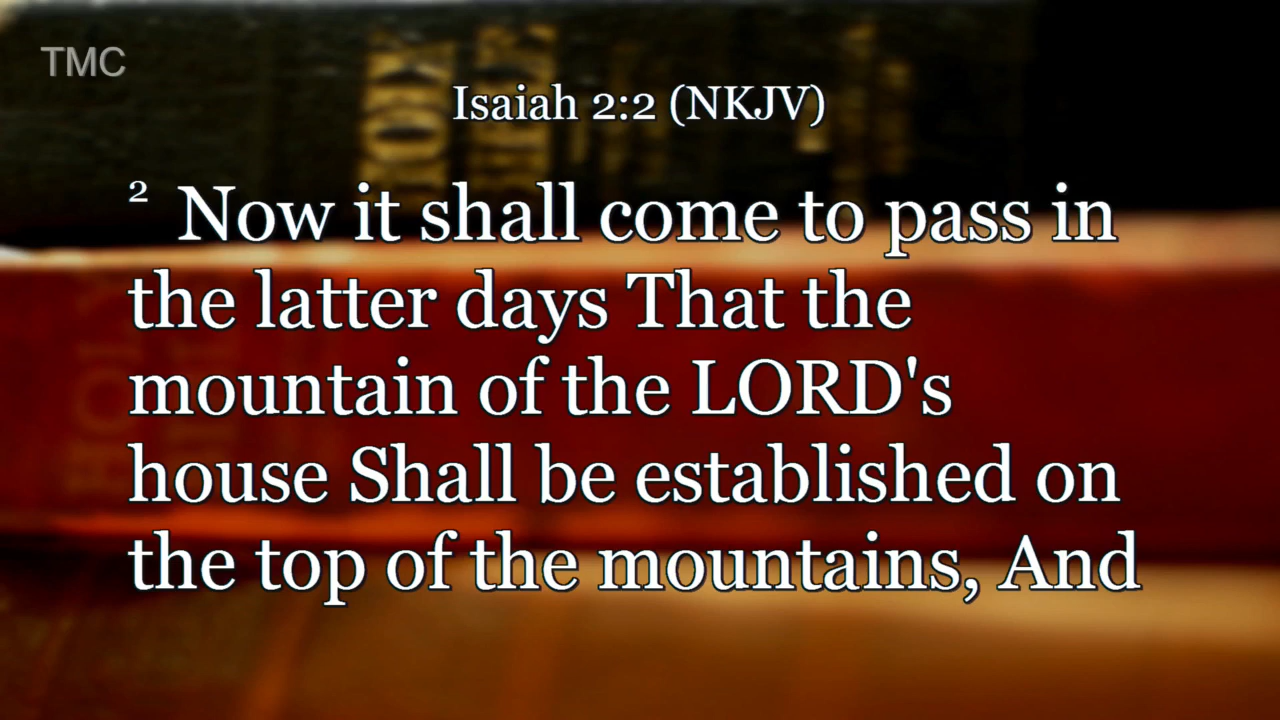 TMC
Isaiah 2:2 (NKJV)
2 Now it shall come to pass in
the latter days That the
mountain of the LORD's
house Shall be established on
the top of the mountains, And
HOLY